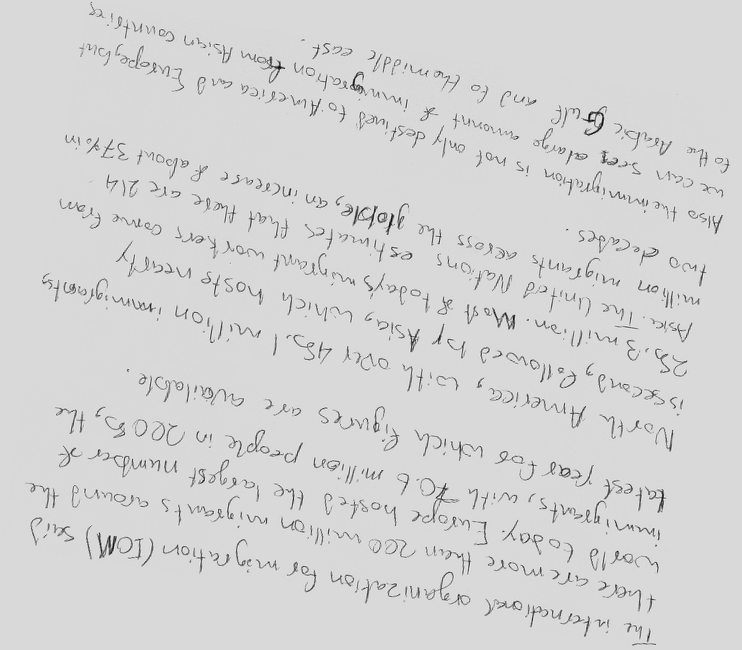 The international organization for migration (IOM) said
there are more then 200 million migrants around the
world today. Europe hosted the largest number of
immigrants, with 70.6 million people in 2005, the
latest year for which figures are available.
North America, with over 45.1 million immigrants,
is second, followed by Asia, which hosts nearly
25.3 million. Most of today's migrant workers come from
Asia. The United Nations estimates that there are 214
million migrants across the globle, an increase of about 37% in
two decades.
Also the immigration is not only destined to America and Europe, but
we can see a large amount of immigration from Asian countries
to the Arabic Gulf and to the middle east.